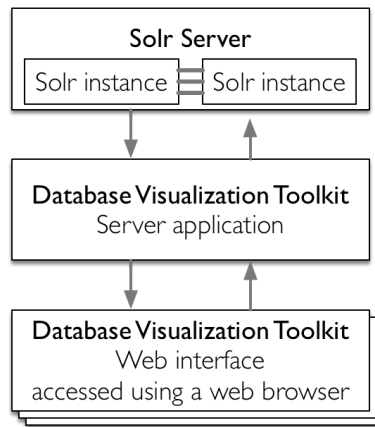 Solr Server
Solr instance Solr instance
Database Visualization Toolkit
Server application
Database Visualization Toolkit
Web interface
accessed using a web browser